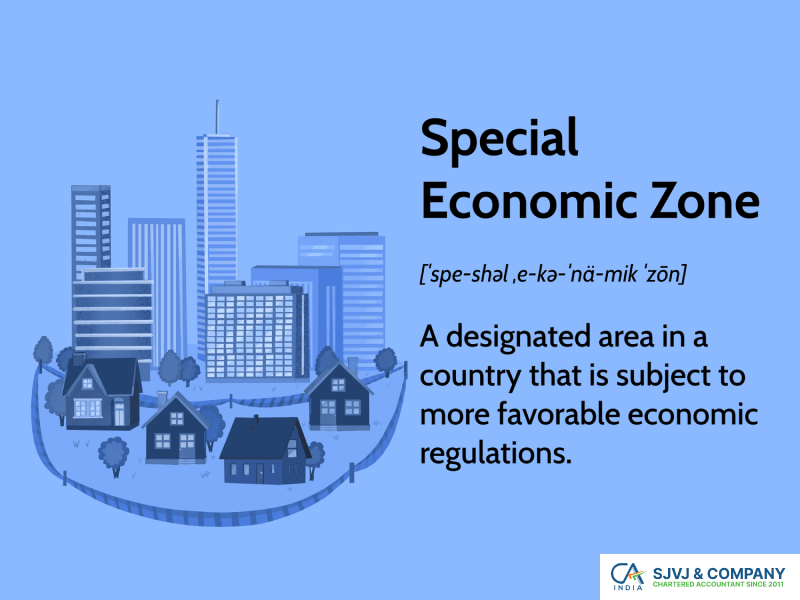 Special
Economic Zone
[ˈspe-shəl ˌe-kə-ˈnä-mik ˈzōn]
A designated area in a
country that is subject to
more favorable economic
regulations.
CA
INDIA
SJVJ & COMPANY
CHARTERED ACCOUNTANT SINCE 2011